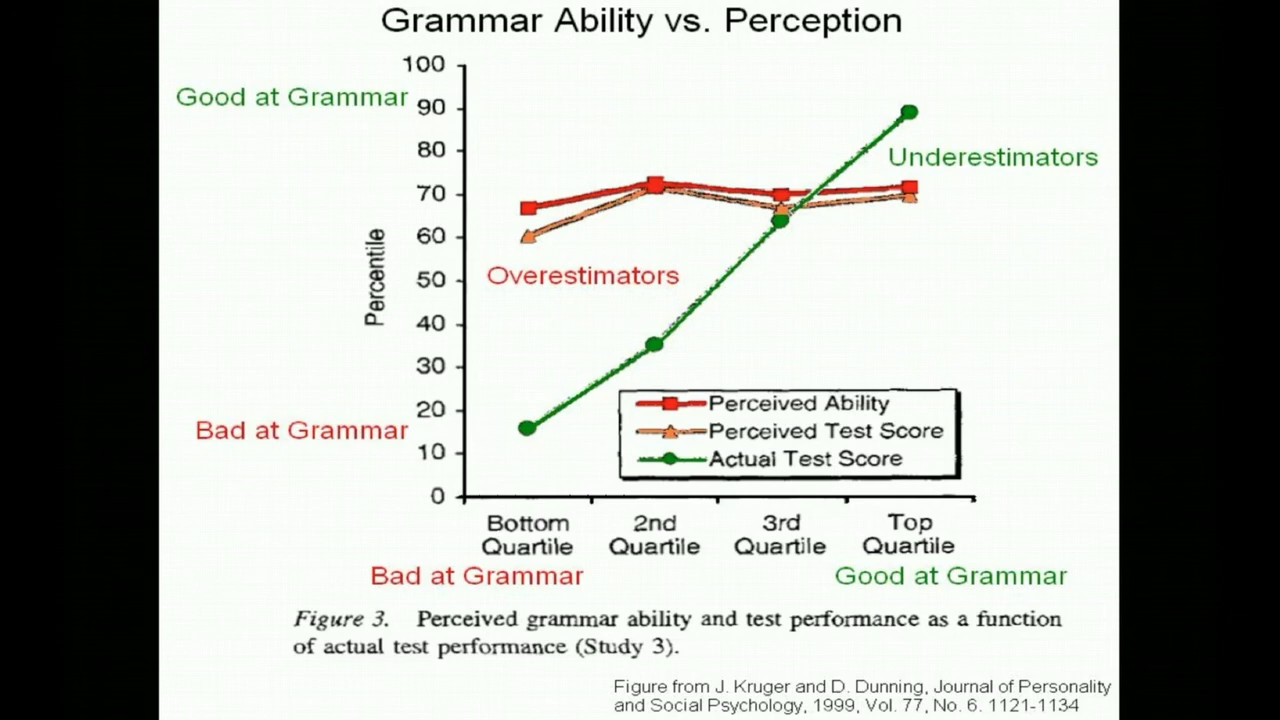 Grammar Ability vs. Perception
100
Good at Grammar
90
80
Underestimators
70
60
Percentile
50
Overestimators
40
30
20
Bad at Grammar
10
0
Perceived Ability
Perceived Test Score
Actual Test Score
Bottom Quartile
2nd Quartile
3rd Quartile
Top Quartile
Bad at Grammar
Good at Grammar
Figure 3. Perceived grammar ability and test performance as a function
of actual test performance (Study 3).
Figure from J. Kruger and D. Dunning, Journal of Personality
and Social Psychology, 1999, Vol. 77, No. 6. 1121-1134